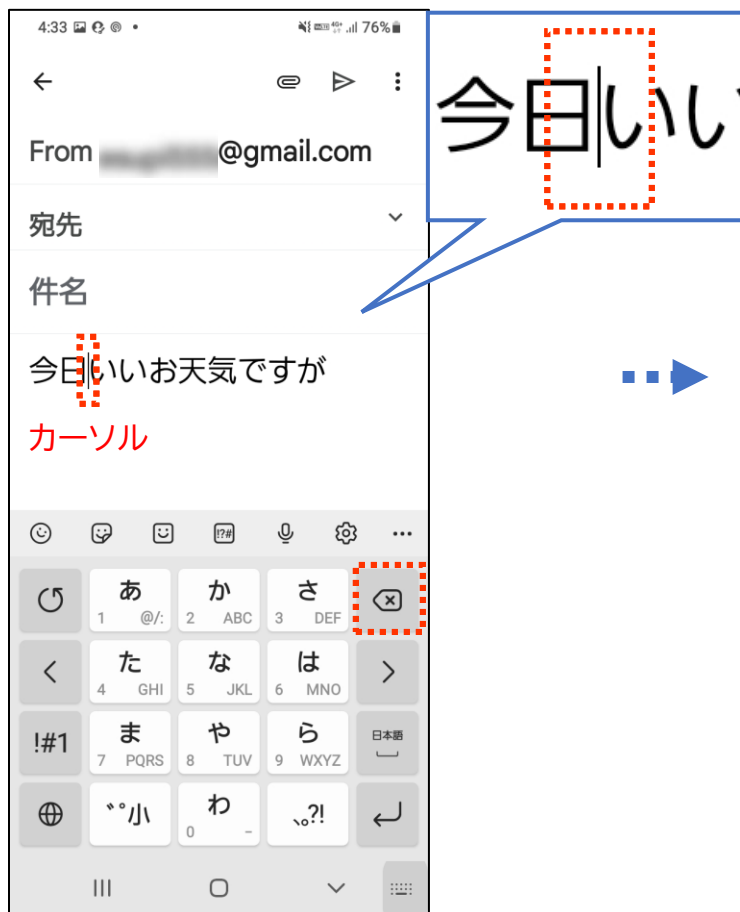 4:33 76%
今日いい
From @gmail.com
宛先
件名
今日いいお天気ですが
カーソル
!?#
あ か さ
1 @/: 2 ABC 3 DEF
た な は
4 GHI 5 JKL 6 MNO
!#1 ま や ら 日本語
7 PQRS 8 TUV 9 WXYZ
゛゜小 わ 、。?!
0 −